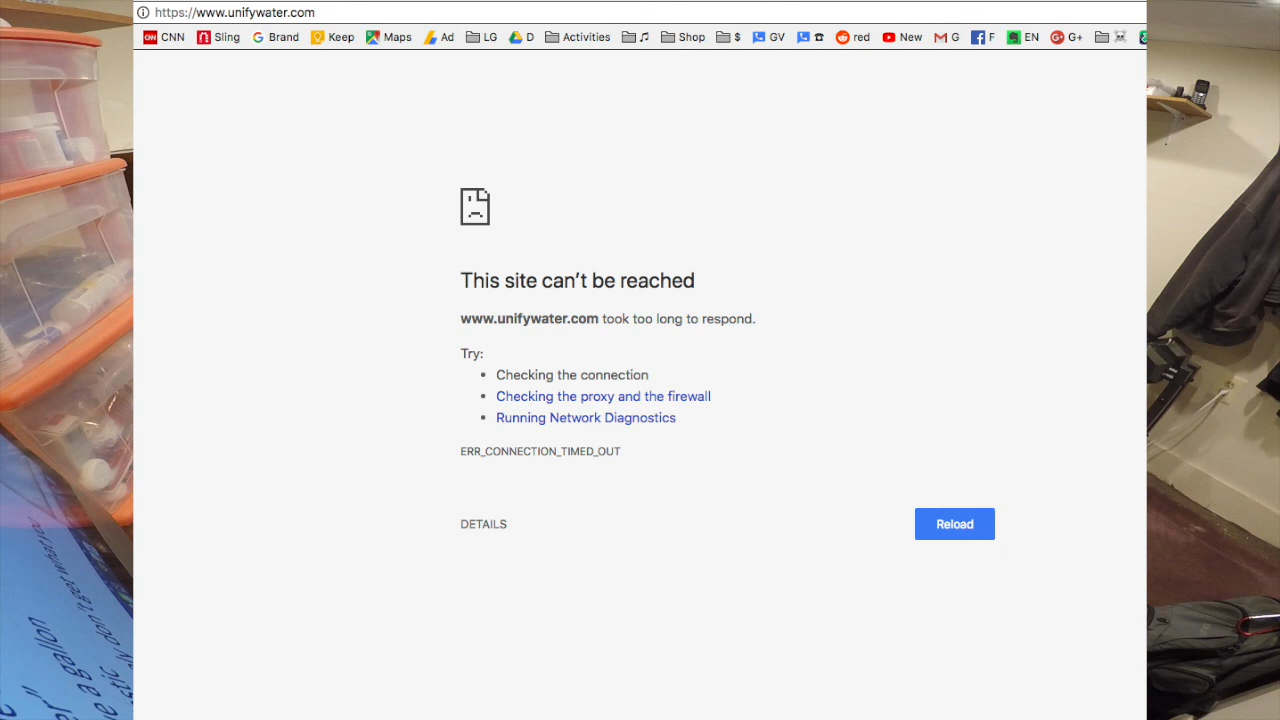 https://www.unifywater.com
CNN Sling Brand Keep Maps Ad LG D Activities Shop $ GV red New G F EN G+
This site can't be reached
www.unifywater.com took too long to respond.
Try:
Checking the connection
Checking the proxy and the firewall
Running Network Diagnostics
ERR_CONNECTION_TIMED_OUT
DETAILS
Reload
a gallon